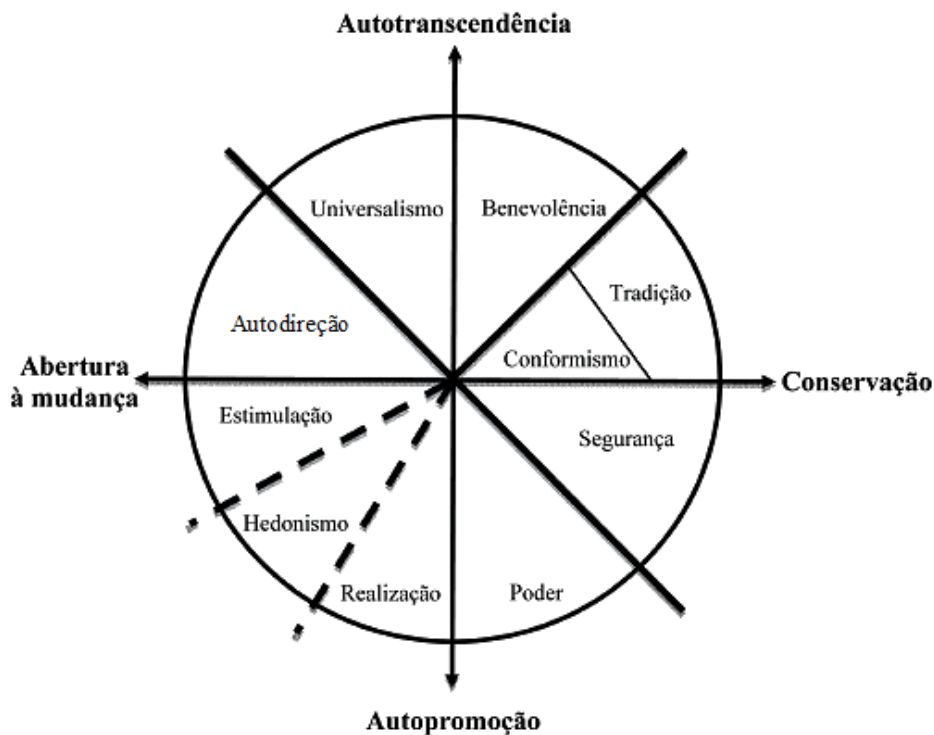 Autotranscendência
Universalismo
Benevolência
Tradição
Autodireção
Conformismo
Abertura
à mudança
Conservação
Estimulação
Segurança
Hedonismo
Realização
Poder
Autopromoção